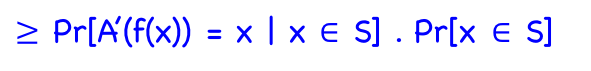 ≥ Pr[A′(f(x)) = x | x ∈ S] . Pr[x ∈ S]